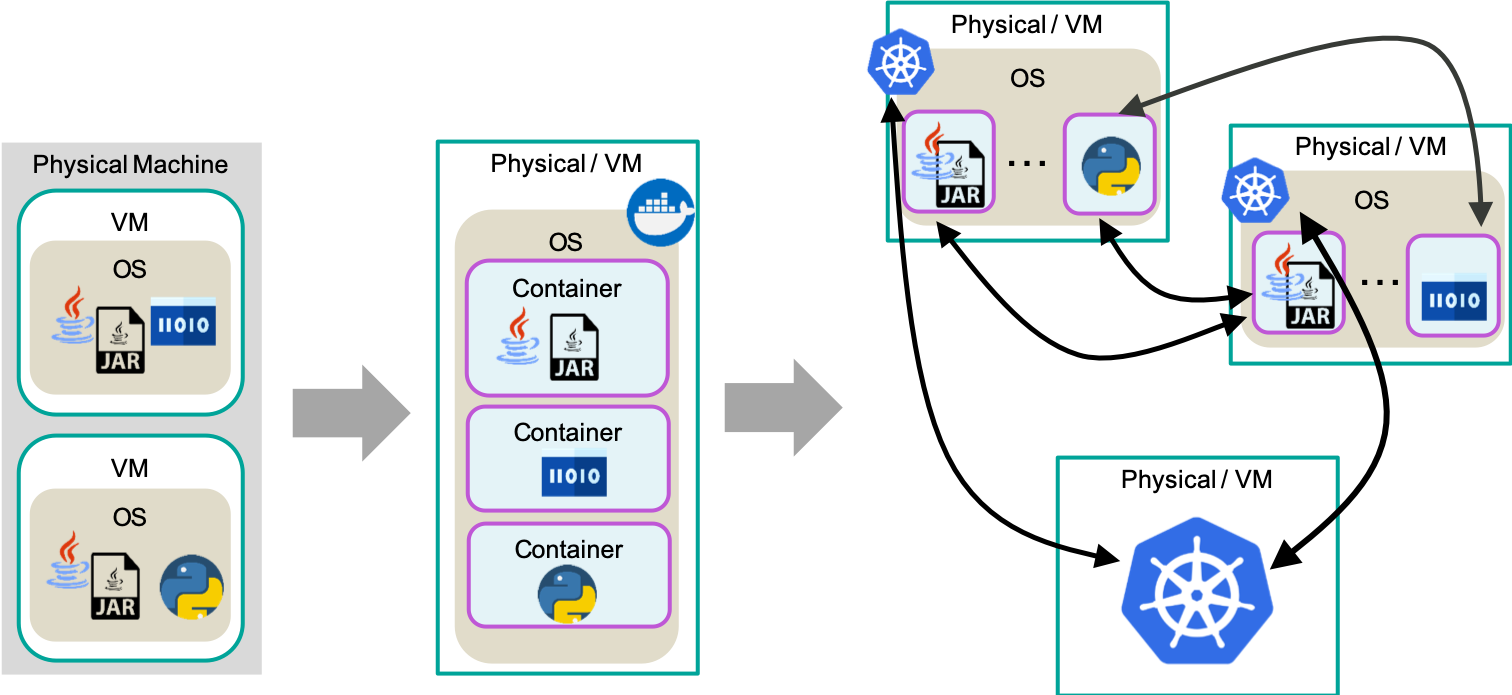 Physical Machine
VM
OS
JAR
11010
VM
OS
JAR
Physical / VM
OS
Container
JAR
Container
11010
Container
Physical / VM
OS
JAR
...
Physical / VM
OS
JAR
...
11010
Physical / VM